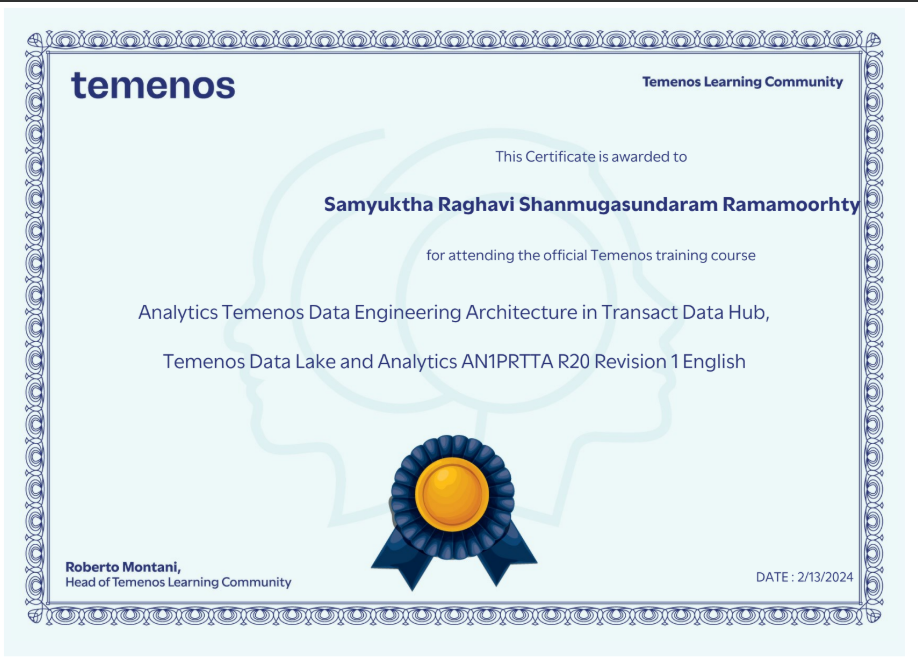 temenos
Temenos Learning Community
This Certificate is awarded to
Samyuktha Raghavi Shanmugasundaram Ramamoorhty
for attending the official Temenos training course
Analytics Temenos Data Engineering Architecture in Transact Data Hub,
Temenos Data Lake and Analytics AN1PRTTA R20 Revision 1 English
Roberto Montani,
Head of Temenos Learning Community
DATE : 2/13/2024